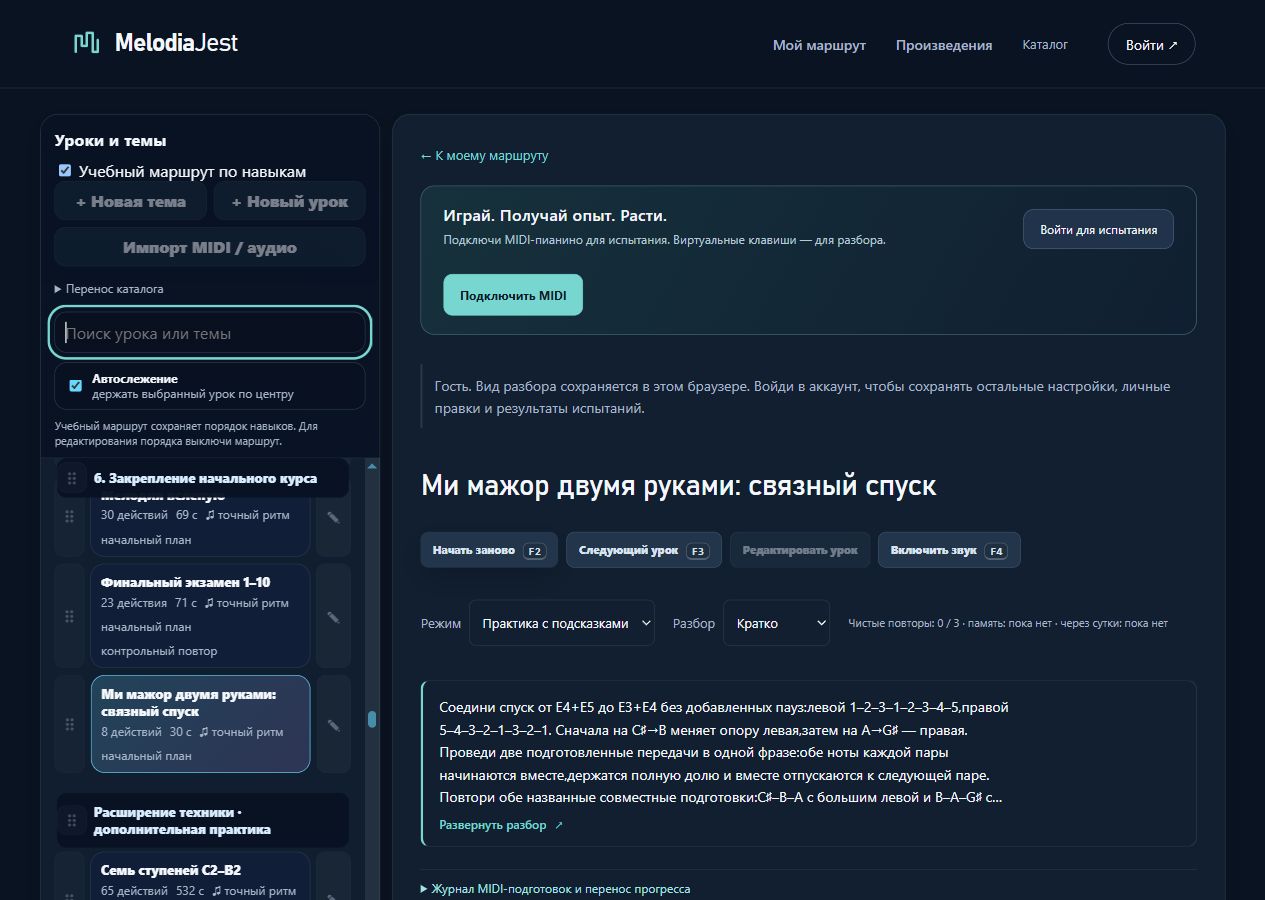 MelodiaJest
Мой маршрут
Произведения
Каталог
Войти ↗
Уроки и темы
Учебный маршрут по навыкам
+ Новая тема
+ Новый урок
Импорт MIDI / аудио
▶ Перенос каталога
Поиск урока или темы
Автослежение
держать выбранный урок по центру
Учебный маршрут сохраняет порядок навыков. Для
редактирования порядка выключи маршрут.
6. Закрепление начального курса
30 действий 69 с ♫ точный ритм
начальный план
Финальный экзамен 1–10
23 действия 71 с ♫ точный ритм
начальный план
контрольный повтор
Ми мажор двумя руками:
связный спуск
8 действий 30 с ♫ точный ритм
начальный план
Расширение техники •
дополнительная практика
Семь ступеней C2–B2
65 действий 532 с ♫ точный ритм
← К моему маршруту
Играй. Получай опыт. Расти.
Подключи MIDI-пианино для испытания. Виртуальные клавиши — для разбора.
Войти для испытания
Подключить MIDI
Гость. Вид разбора сохраняется в этом браузере. Войди в аккаунт, чтобы сохранять остальные настройки, личные
правки и результаты испытаний.
Ми мажор двумя руками: связный спуск
Начать заново F2
Следующий урок F3
Редактировать урок
Включить звук F4
Режим
Практика с подсказками
Разбор
Кратко
Чистые повторы: 0 / 3 · память: пока нет · через сутки: пока нет
Соедини спуск от E4+E5 до E3+E4 без добавленных пауз:левой 1–2–3–1–2–3–4–5,правой
5–4–3–2–1–3–2–1. Сначала на C♯→B меняет опору левая,затем на A→G♯ — правая.
Проведи две подготовленные передачи в одной фразе:обе ноты каждой пары
начинаются вместе,держатся полную долю и вместе отпускаются к следующей паре.
Повтори обе названные совместные подготовки:C♯–B–A с большим левой и B–A–G♯ с...
Развернуть разбор ↗
▶ Журнал MIDI-подготовок и перенос прогресса